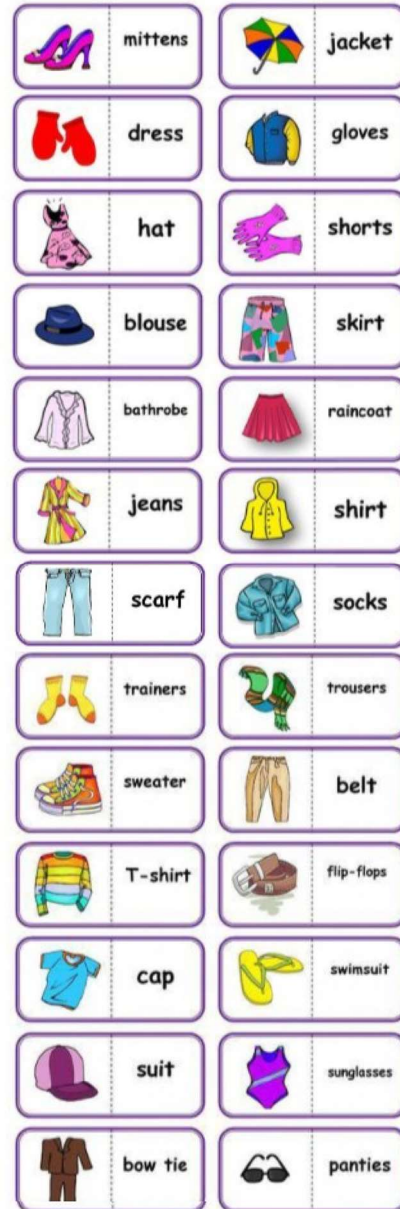 mittens
jacket
dress
gloves
hat
shorts
blouse
skirt
bathrobe
raincoat
jeans
shirt
scarf
socks
trainers
trousers
sweater
belt
T-shirt
flip-flops
cap
swimsuit
suit
sunglasses
bow tie
panties